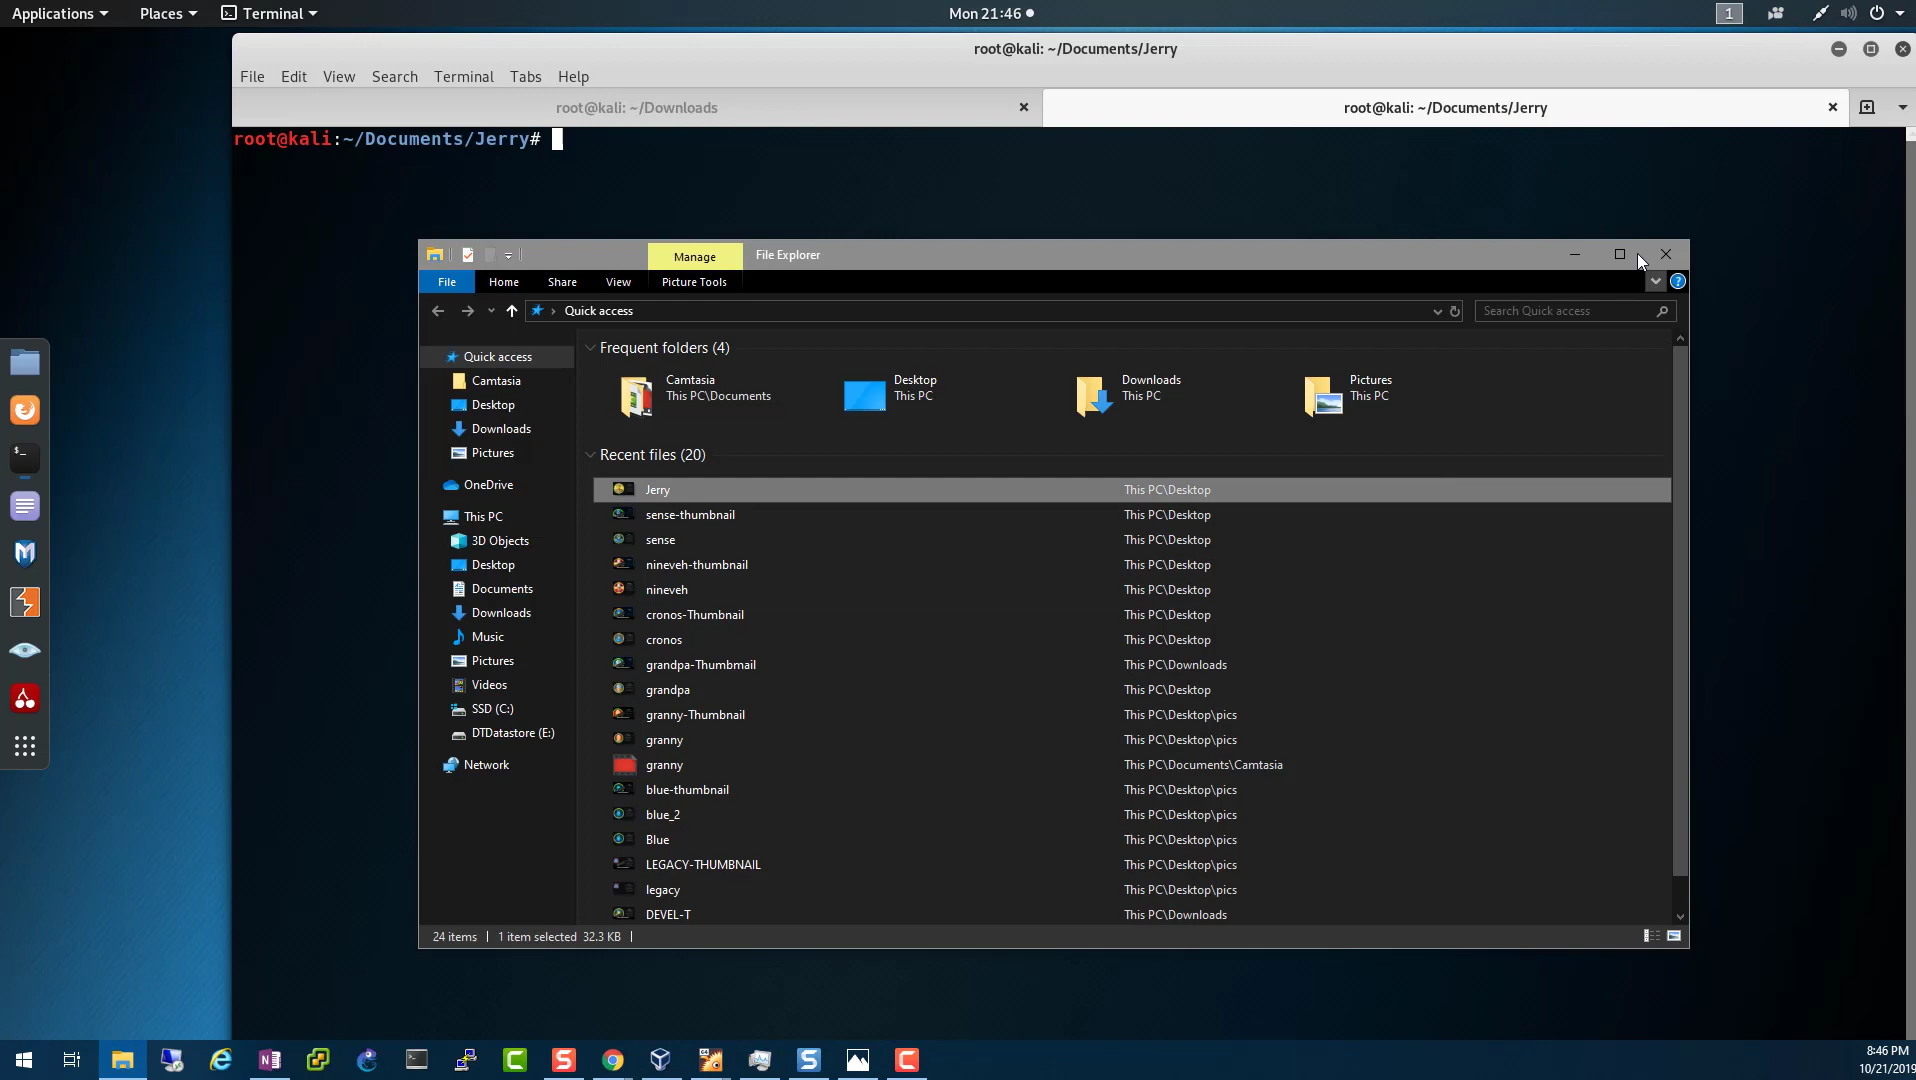 Applications Places Terminal Mon 21:46 1
root@kali: ~/Documents/Jerry
File Edit View Search Terminal Tabs Help
root@kali: ~/Downloads root@kali: ~/Documents/Jerry
root@kali:~/Documents/Jerry#
Manage File Explorer
File Home Share View Picture Tools
Quick access Search Quick access
Quick access
Camtasia
Desktop
Downloads
Pictures
OneDrive
This PC
3D Objects
Desktop
Documents
Downloads
Music
Pictures
Videos
SSD (C:)
DTDatastore (E:)
Network
Frequent folders (4)
Camtasia
This PC\Documents
Desktop
This PC
Downloads
This PC
Pictures
This PC
Recent files (20)
Jerry This PC\Desktop
sense-thumbnail This PC\Desktop
sense This PC\Desktop
nineveh-thumbnail This PC\Desktop
nineveh This PC\Desktop
cronos-Thumbnail This PC\Desktop
cronos This PC\Desktop
grandpa-Thumbmail This PC\Downloads
grandpa This PC\Desktop
granny-Thumbnail This PC\Desktop\pics
granny This PC\Desktop\pics
granny This PC\Documents\Camtasia
blue-thumbnail This PC\Desktop\pics
blue_2 This PC\Desktop\pics
Blue This PC\Desktop\pics
LEGACY-THUMBNAIL This PC\Desktop\pics
legacy This PC\Desktop\pics
DEVEL-T This PC\Downloads
24 items 1 item selected 32.3 KB
8:46 PM
10/21/2019